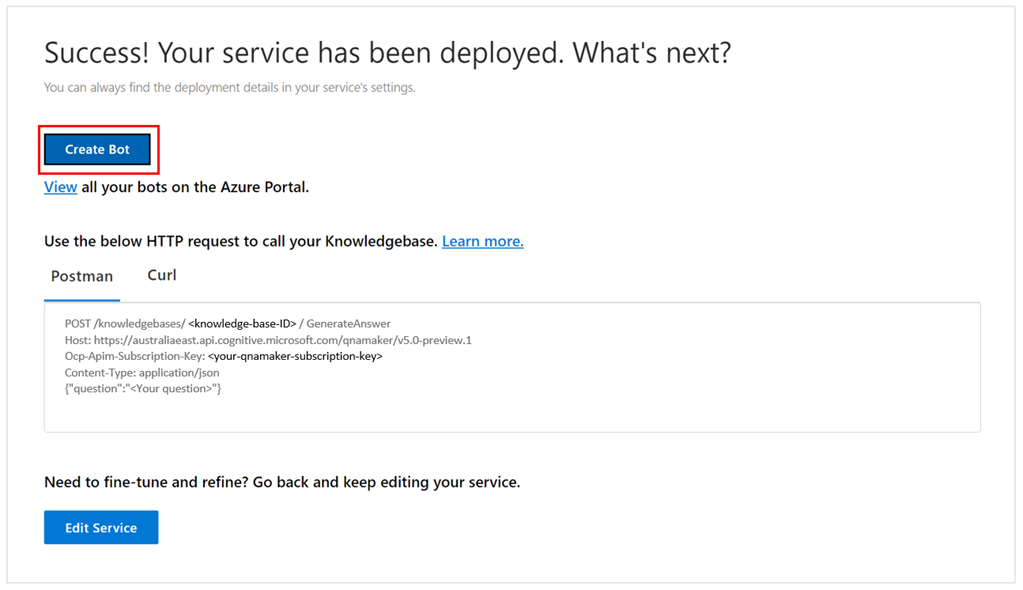 Success! Your service has been deployed. What's next?
You can always find the deployment details in your service's settings.
Create Bot
View all your bots on the Azure Portal.
Use the below HTTP request to call your Knowledgebase. Learn more.
Postman Curl
POST /knowledgebases/ <knowledge-base-ID> / GenerateAnswer
Host: https://australiaeast.api.cognitive.microsoft.com/qnamaker/v5.0-preview.1
Ocp-Apim-Subscription-Key: <your-qnamaker-subscription-key>
Content-Type: application/json
{"question":"<Your question>"}
Need to fine-tune and refine? Go back and keep editing your service.
Edit Service